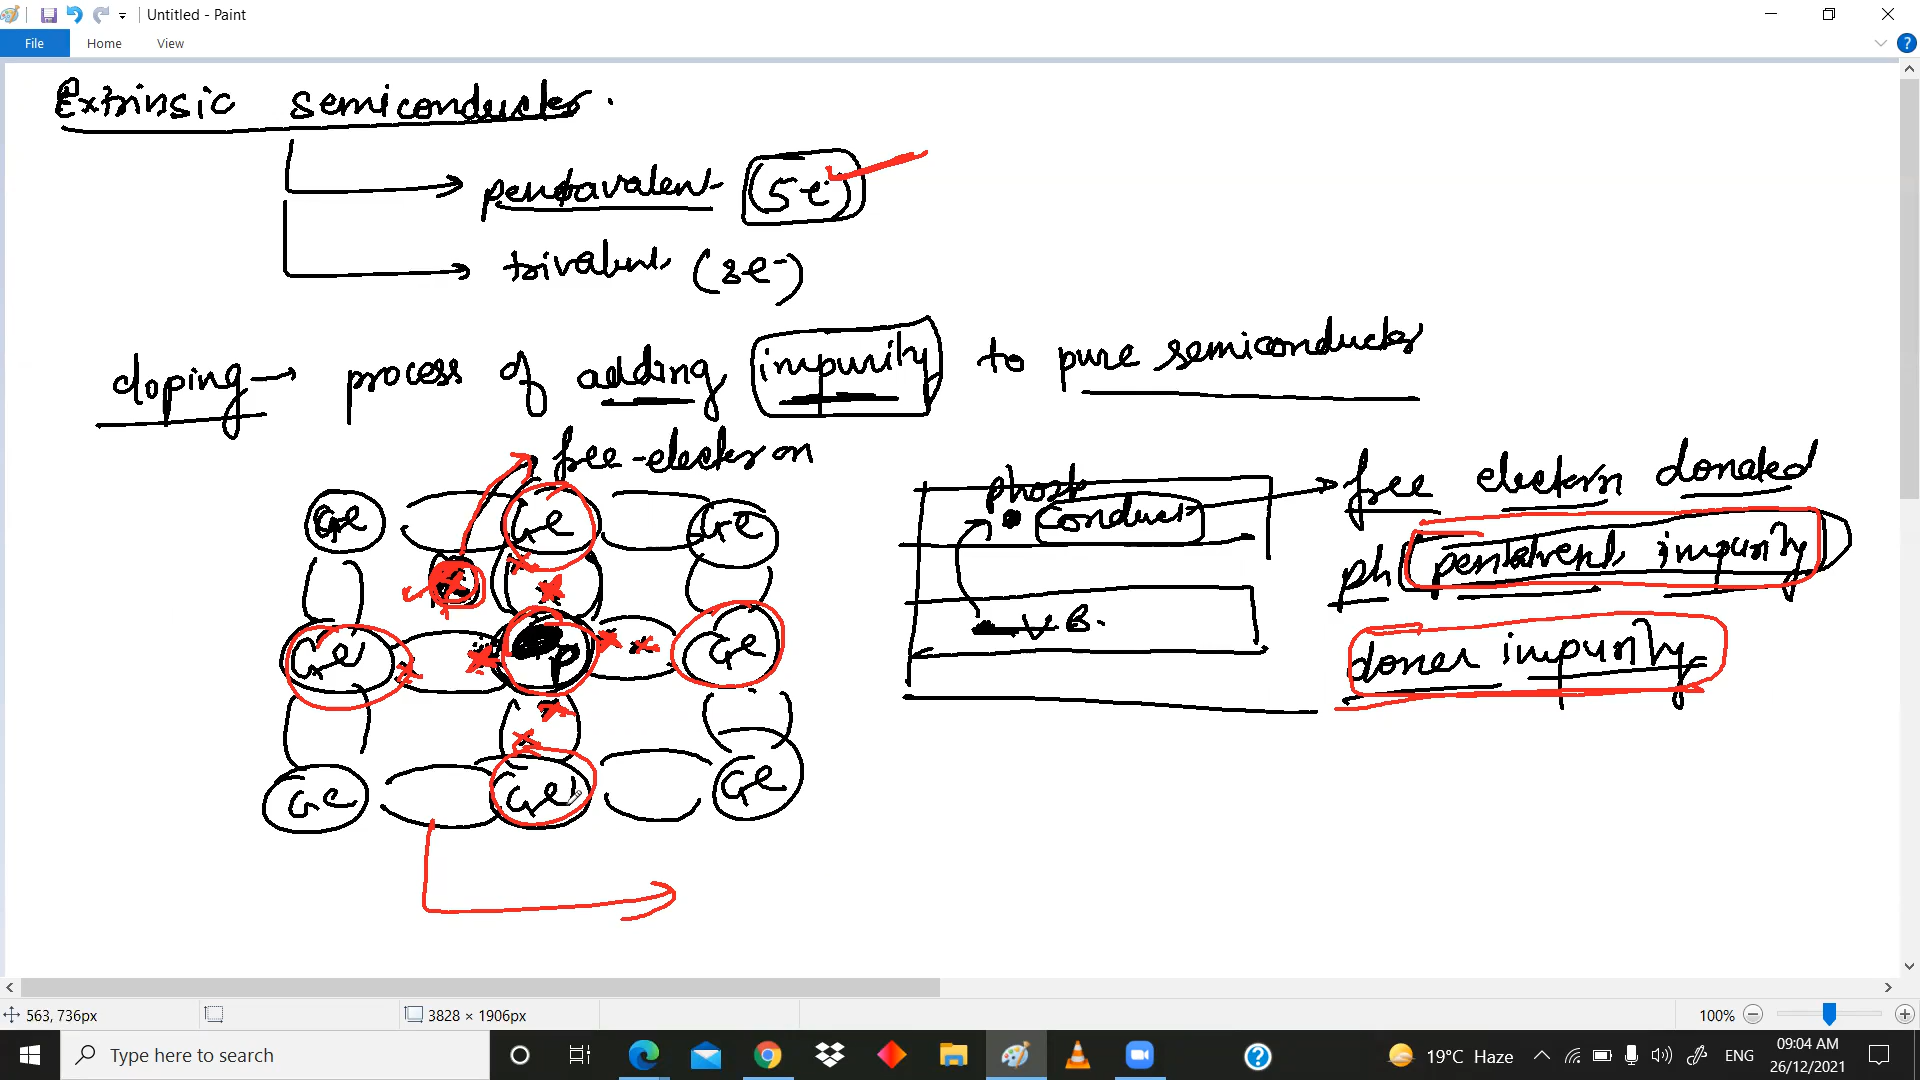 Untitled - Paint
File Home View
Extrinsic semiconductor.
pentavalent (5e-)
trivalent (3e-)
doping → process of adding impurity to pure semiconductor
free-electron
Ge Ge Ge
Ge P Ge
Ge Ge Ge
conduct
V.B.
free electron donated
ph pentavalent impurity
doner impurity
563, 736px 3828 × 1906px 100%
Type here to search
19°C Haze ENG 09:04 AM
26/12/2021